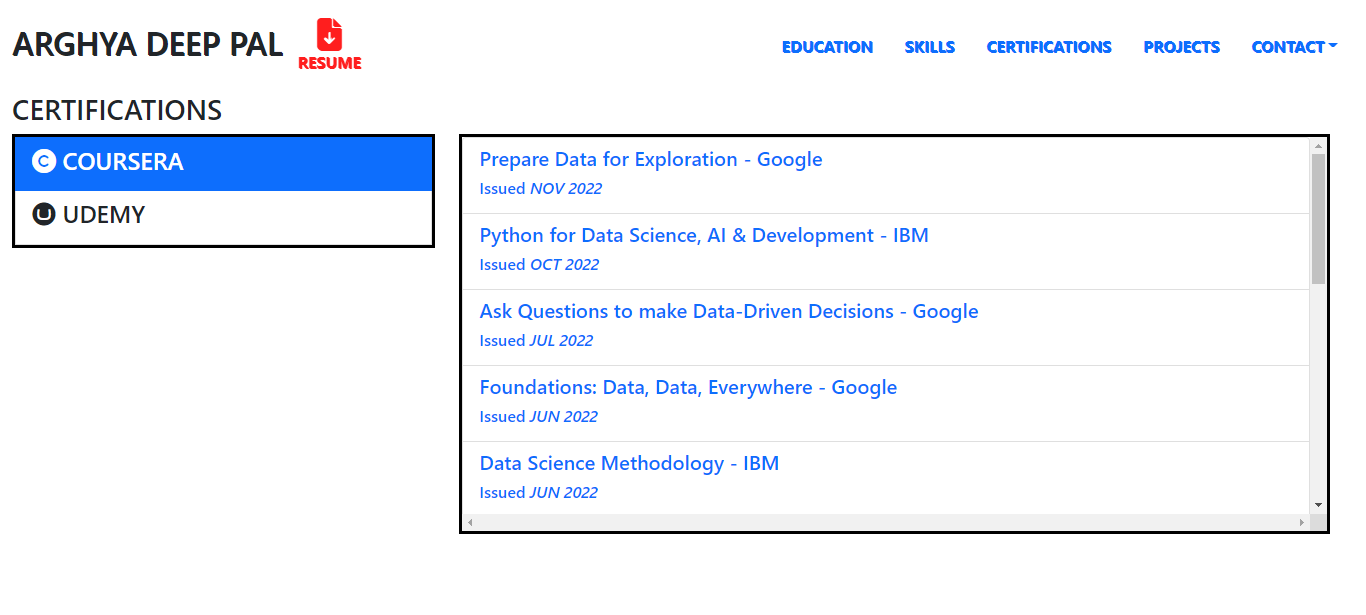 ARGHYA DEEP PAL
RESUME
EDUCATION SKILLS CERTIFICATIONS PROJECTS CONTACT
CERTIFICATIONS
C COURSERA
U UDEMY
Prepare Data for Exploration - Google
Issued NOV 2022
Python for Data Science, AI & Development - IBM
Issued OCT 2022
Ask Questions to make Data-Driven Decisions - Google
Issued JUL 2022
Foundations: Data, Data, Everywhere - Google
Issued JUN 2022
Data Science Methodology - IBM
Issued JUN 2022